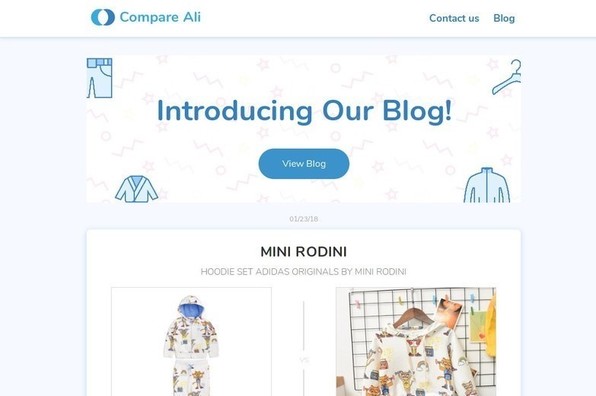 Compare Ali
Contact us Blog
Introducing Our Blog!
View Blog
01/23/18
MINI RODINI
HOODIE SET ADIDAS ORIGINALS BY MINI RODINI
VS